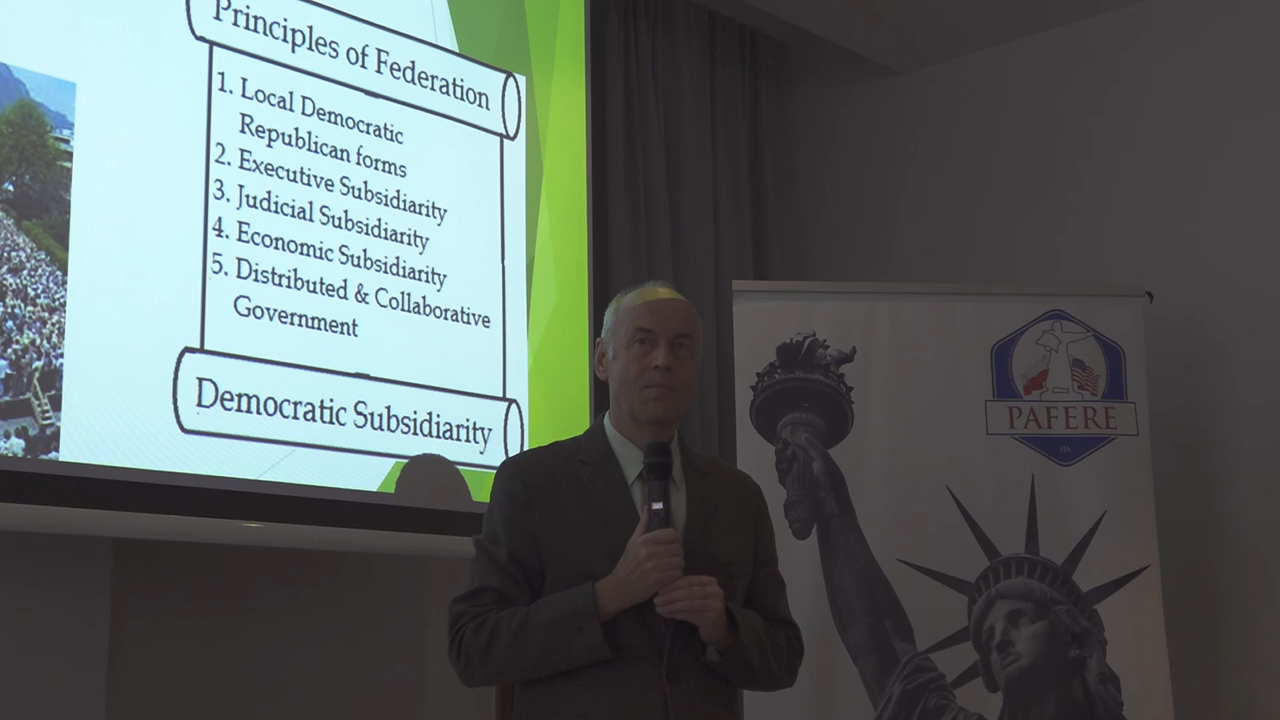 Principles of Federation
1. Local Democratic
Republican forms
2. Executive Subsidiarity
3. Judicial Subsidiarity
4. Economic Subsidiarity
5. Distributed & Collaborative
Government
Democratic Subsidiarity
PAFERE